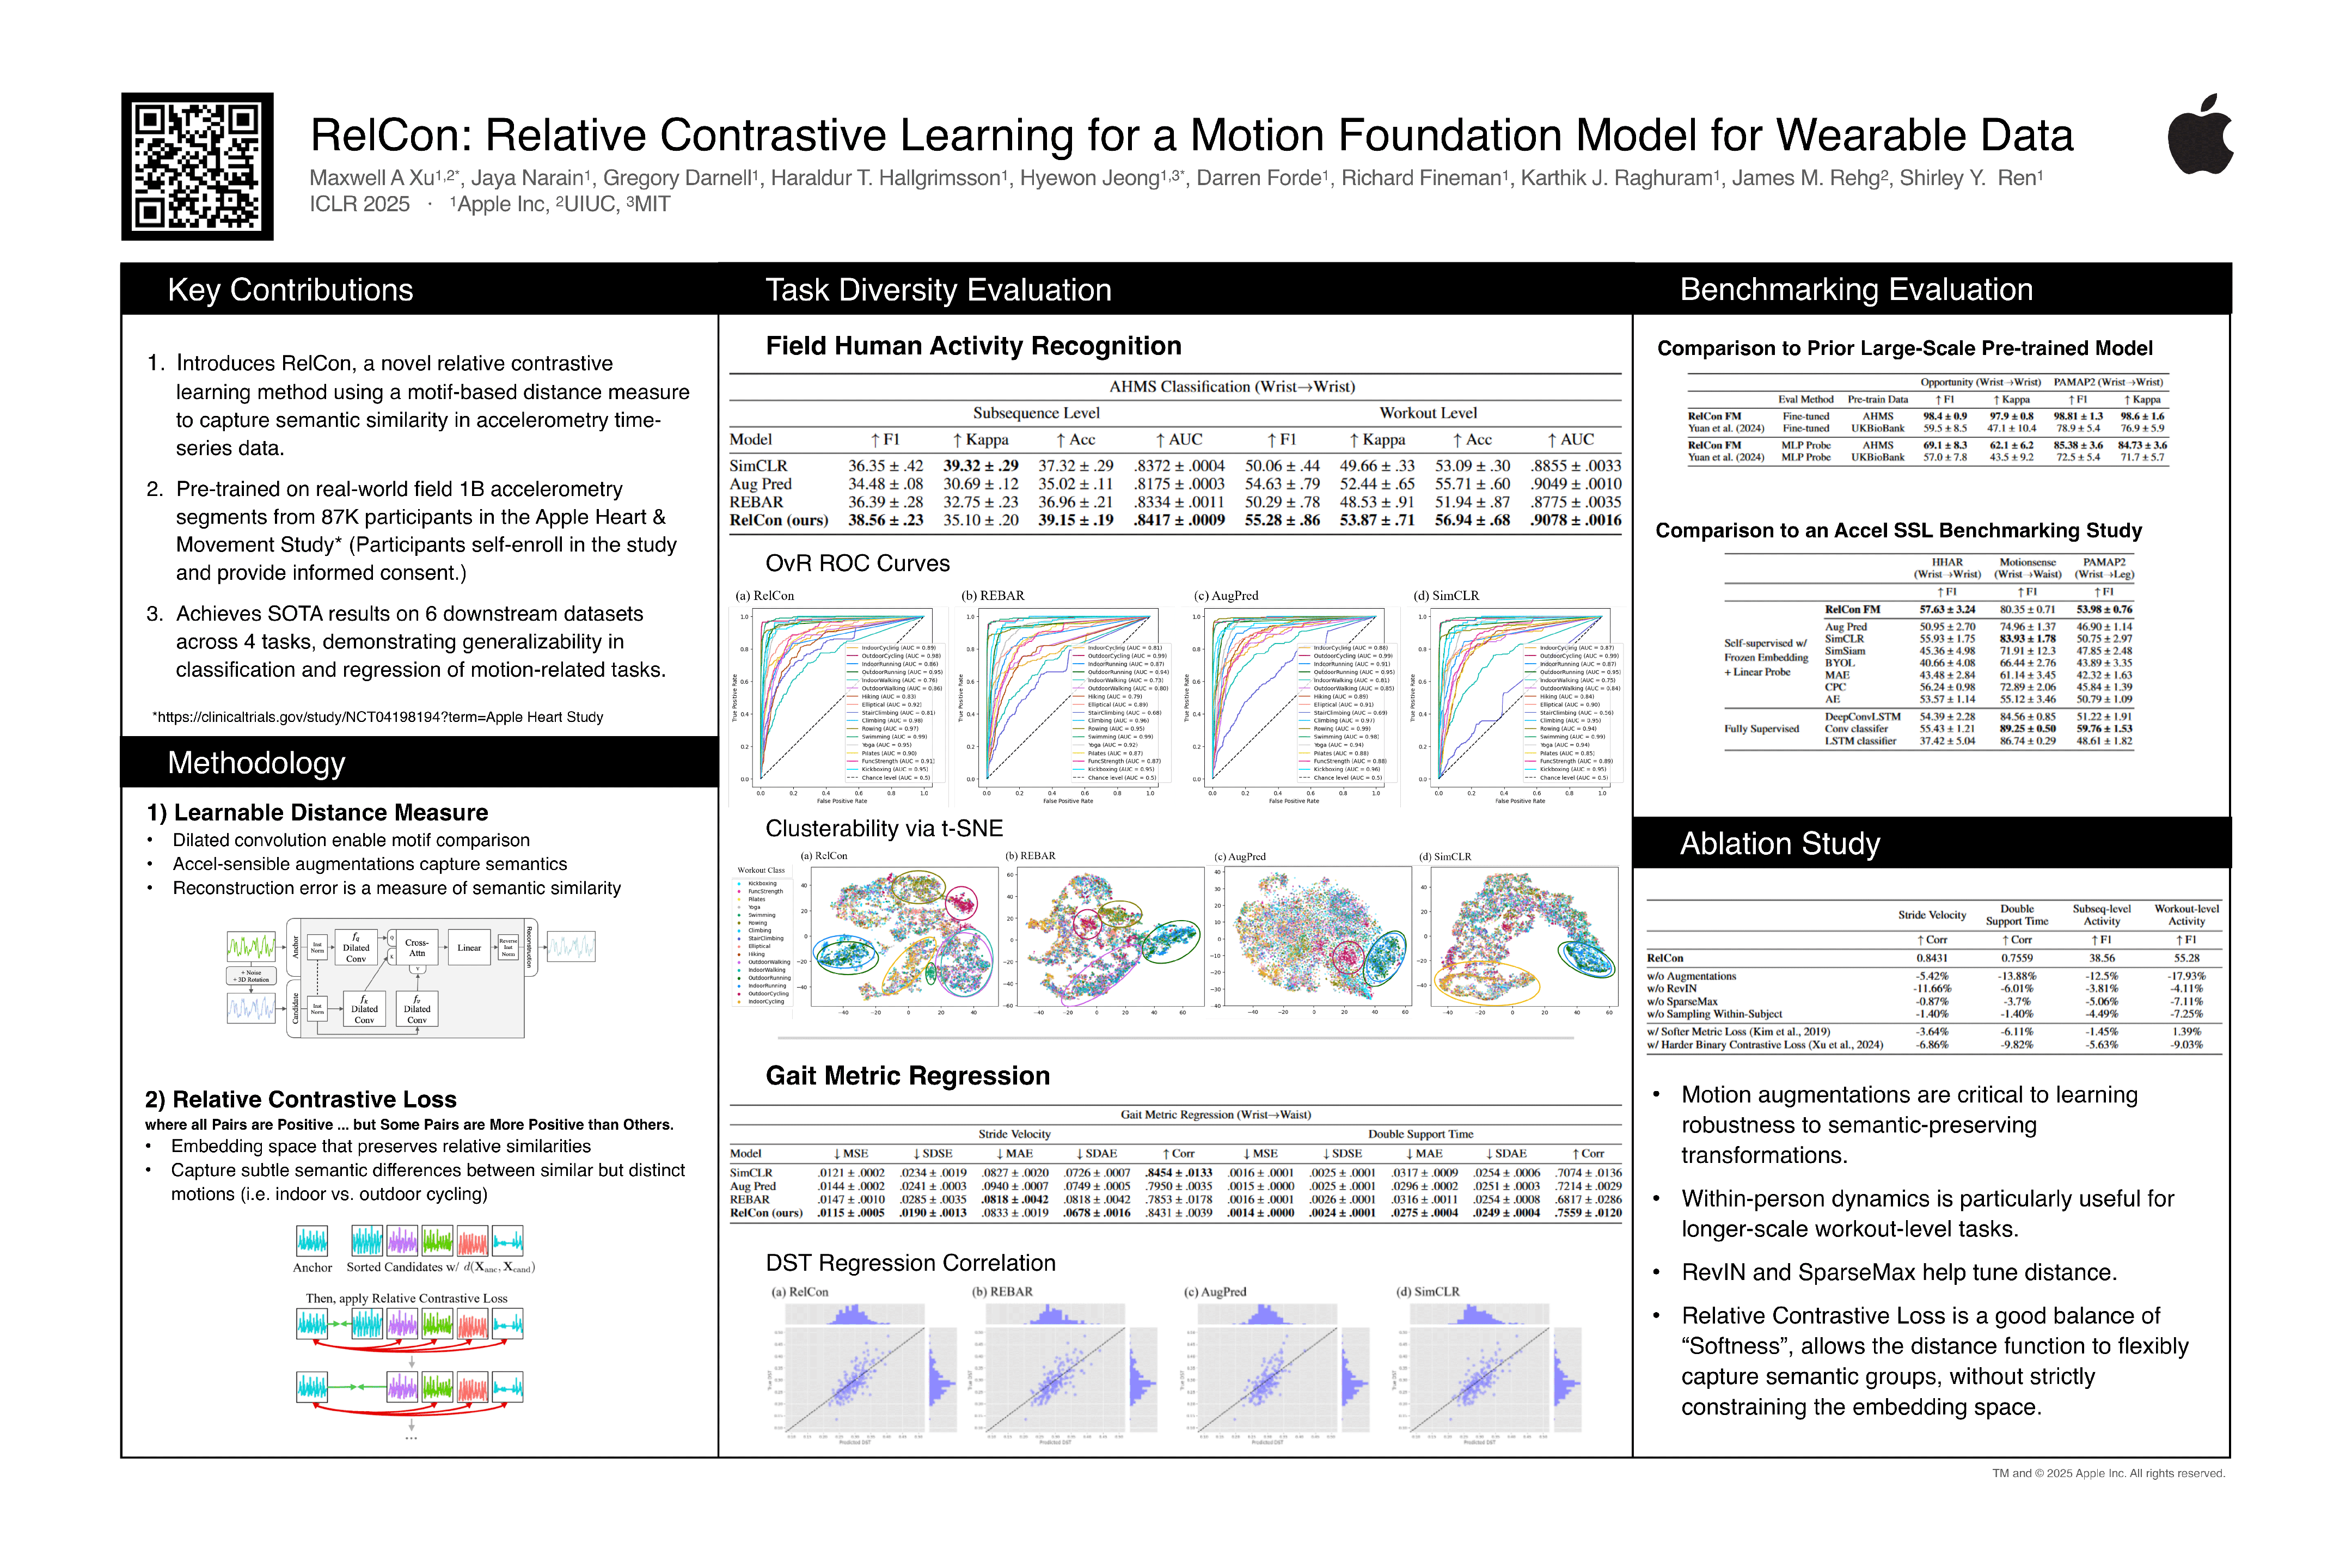 RelCon: Relative Contrastive Learning for a Motion Foundation Model for Wearable Data
Maxwell A Xu¹,²*, Jaya Narain¹, Gregory Darnell¹, Haraldur T. Hallgrimsson¹, Hyewon Jeong¹,³*, Darren Forde¹, Richard Fineman¹, Karthik J. Raghuram¹, James M. Rehg², Shirley Y. Ren¹
ICLR 2025 · ¹Apple Inc, ²UIUC, ³MIT
Key Contributions
1. Introduces RelCon, a novel relative contrastive
learning method using a motif-based distance measure
to capture semantic similarity in accelerometry time-
series data.
2. Pre-trained on real-world field 1B accelerometry
segments from 87K participants in the Apple Heart &
Movement Study* (Participants self-enroll in the study
and provide informed consent.)
3. Achieves SOTA results on 6 downstream datasets
across 4 tasks, demonstrating generalizability in
classification and regression of motion-related tasks.
*https://clinicaltrials.gov/study/NCT04198194?term=Apple Heart Study
Methodology
1) Learnable Distance Measure
• Dilated convolution enable motif comparison
• Accel-sensible augmentations capture semantics
• Reconstruction error is a measure of semantic similarity
Anchor
Inst Norm
f_q Dilated Conv
Q
K
V
Cross-Attn
Linear
Reverse Inst Norm
Reconstruction
+ Noise
+ 3D Rotation
Candidate
Inst Norm
f_k Dilated Conv
f_v Dilated Conv
2) Relative Contrastive Loss
where all Pairs are Positive ... but Some Pairs are More Positive than Others.
• Embedding space that preserves relative similarities
• Capture subtle semantic differences between similar but distinct
motions (i.e. indoor vs. outdoor cycling)
Anchor Sorted Candidates w/ d(X_anc, X_cand)
Then, apply Relative Contrastive Loss
...
Task Diversity Evaluation
Field Human Activity Recognition
AHMS Classification (Wrist→Wrist)
Subsequence Level Workout Level
Model ↑ F1 ↑ Kappa ↑ Acc ↑ AUC ↑ F1 ↑ Kappa ↑ Acc ↑ AUC
SimCLR 36.35 ± .42 39.32 ± .29 37.32 ± .29 .8372 ± .0004 50.06 ± .44 49.66 ± .33 53.09 ± .30 .8855 ± .0033
Aug Pred 34.48 ± .08 30.69 ± .12 35.02 ± .11 .8175 ± .0003 54.63 ± .79 52.44 ± .65 55.71 ± .60 .9049 ± .0010
REBAR 36.39 ± .28 32.75 ± .23 36.96 ± .21 .8334 ± .0011 50.29 ± .78 48.53 ± .91 51.94 ± .87 .8775 ± .0035
RelCon (ours) 38.56 ± .23 35.10 ± .20 39.15 ± .19 .8417 ± .0009 55.28 ± .86 53.87 ± .71 56.94 ± .68 .9078 ± .0016
OvR ROC Curves
(a) RelCon (b) REBAR (c) AugPred (d) SimCLR
True Positive Rate
False Positive Rate
Clusterability via t-SNE
(a) RelCon (b) REBAR (c) AugPred (d) SimCLR
Workout Class
Kickboxing
FuncStrength
Pilates
Yoga
Swimming
Rowing
Climbing
StairClimbing
Elliptical
Hiking
OutdoorWalking
IndoorWalking
OutdoorRunning
IndoorRunning
OutdoorCycling
IndoorCycling
Gait Metric Regression
Gait Metric Regression (Wrist→Waist)
Stride Velocity Double Support Time
Model ↓ MSE ↓ SDSE ↓ MAE ↓ SDAE ↑ Corr ↓ MSE ↓ SDSE ↓ MAE ↓ SDAE ↑ Corr
SimCLR .0121 ± .0002 .0234 ± .0019 .0827 ± .0020 .0726 ± .0007 .8454 ± .0133 .0016 ± .0001 .0025 ± .0001 .0317 ± .0009 .0254 ± .0006 .7074 ± .0136
Aug Pred .0144 ± .0002 .0241 ± .0003 .0940 ± .0007 .0749 ± .0005 .7950 ± .0035 .0015 ± .0000 .0025 ± .0001 .0296 ± .0002 .0251 ± .0003 .7214 ± .0029
REBAR .0147 ± .0010 .0285 ± .0035 .0818 ± .0042 .0818 ± .0042 .7853 ± .0178 .0016 ± .0001 .0026 ± .0001 .0316 ± .0011 .0254 ± .0008 .6817 ± .0286
RelCon (ours) .0115 ± .0005 .0190 ± .0013 .0833 ± .0019 .0678 ± .0016 .8431 ± .0039 .0014 ± .0000 .0024 ± .0001 .0275 ± .0004 .0249 ± .0004 .7559 ± .0120
DST Regression Correlation
(a) RelCon (b) REBAR (c) AugPred (d) SimCLR
True DST
Predicted DST
Benchmarking Evaluation
Comparison to Prior Large-Scale Pre-trained Model
Opportunity (Wrist→Wrist) PAMAP2 (Wrist→Wrist)
Eval Method Pre-train Data ↑ F1 ↑ Kappa ↑ F1 ↑ Kappa
RelCon FM Fine-tuned AHMS 98.4 ± 0.9 97.9 ± 0.8 98.81 ± 1.3 98.6 ± 1.6
Yuan et al. (2024) Fine-tuned UKBioBank 59.5 ± 8.5 47.1 ± 10.4 78.9 ± 5.4 76.9 ± 5.9
RelCon FM MLP Probe AHMS 69.1 ± 8.3 62.1 ± 6.2 85.38 ± 3.6 84.73 ± 3.6
Yuan et al. (2024) MLP Probe UKBioBank 57.0 ± 7.8 43.5 ± 9.2 72.5 ± 5.4 71.7 ± 5.7
Comparison to an Accel SSL Benchmarking Study
HHAR Motionsense PAMAP2
(Wrist→Wrist) (Wrist→Waist) (Wrist→Leg)
↑ F1 ↑ F1 ↑ F1
RelCon FM 57.63 ± 3.24 80.35 ± 0.71 53.98 ± 0.76
Self-supervised w/
Frozen Embedding
+ Linear Probe
Aug Pred 50.95 ± 2.70 74.96 ± 1.37 46.90 ± 1.14
SimCLR 55.93 ± 1.75 83.93 ± 1.78 50.75 ± 2.97
SimSiam 45.36 ± 4.98 71.91 ± 12.3 47.85 ± 2.48
BYOL 40.66 ± 4.08 66.44 ± 2.76 43.89 ± 3.35
MAE 43.48 ± 2.84 61.14 ± 3.45 42.32 ± 1.63
CPC 56.24 ± 0.98 72.89 ± 2.06 45.84 ± 1.39
AE 53.57 ± 1.14 55.12 ± 3.46 50.79 ± 1.09
Fully Supervised
DeepConvLSTM 54.39 ± 2.28 84.56 ± 0.85 51.22 ± 1.91
Conv classifer 55.43 ± 1.21 89.25 ± 0.50 59.76 ± 1.53
LSTM classifier 37.42 ± 5.04 86.74 ± 0.29 48.61 ± 1.82
Ablation Study
Stride Velocity Double Support Time Subseq-level Activity Workout-level Activity
↑ Corr ↑ Corr ↑ F1 ↑ F1
RelCon 0.8431 0.7559 38.56 55.28
w/o Augmentations -5.42% -13.88% -12.5% -17.93%
w/o RevIN -11.66% -6.01% -3.81% -4.11%
w/o SparseMax -0.87% -3.7% -5.06% -7.11%
w/o Sampling Within-Subject -1.40% -1.40% -4.49% -7.25%
w/ Softer Metric Loss (Kim et al., 2019) -3.64% -6.11% -1.45% 1.39%
w/ Harder Binary Contrastive Loss (Xu et al., 2024) -6.86% -9.82% -5.63% -9.03%
• Motion augmentations are critical to learning
robustness to semantic-preserving
transformations.
• Within-person dynamics is particularly useful for
longer-scale workout-level tasks.
• RevIN and SparseMax help tune distance.
• Relative Contrastive Loss is a good balance of
“Softness”, allows the distance function to flexibly
capture semantic groups, without strictly
constraining the embedding space.
TM and © 2025 Apple Inc. All rights reserved.